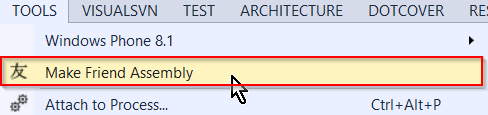 TOOLS VISUALSVN TEST ARCHITECTURE DOTCOVER
Windows Phone 8.1
友 Make Friend Assembly
Attach to Process... Ctrl+Alt+P